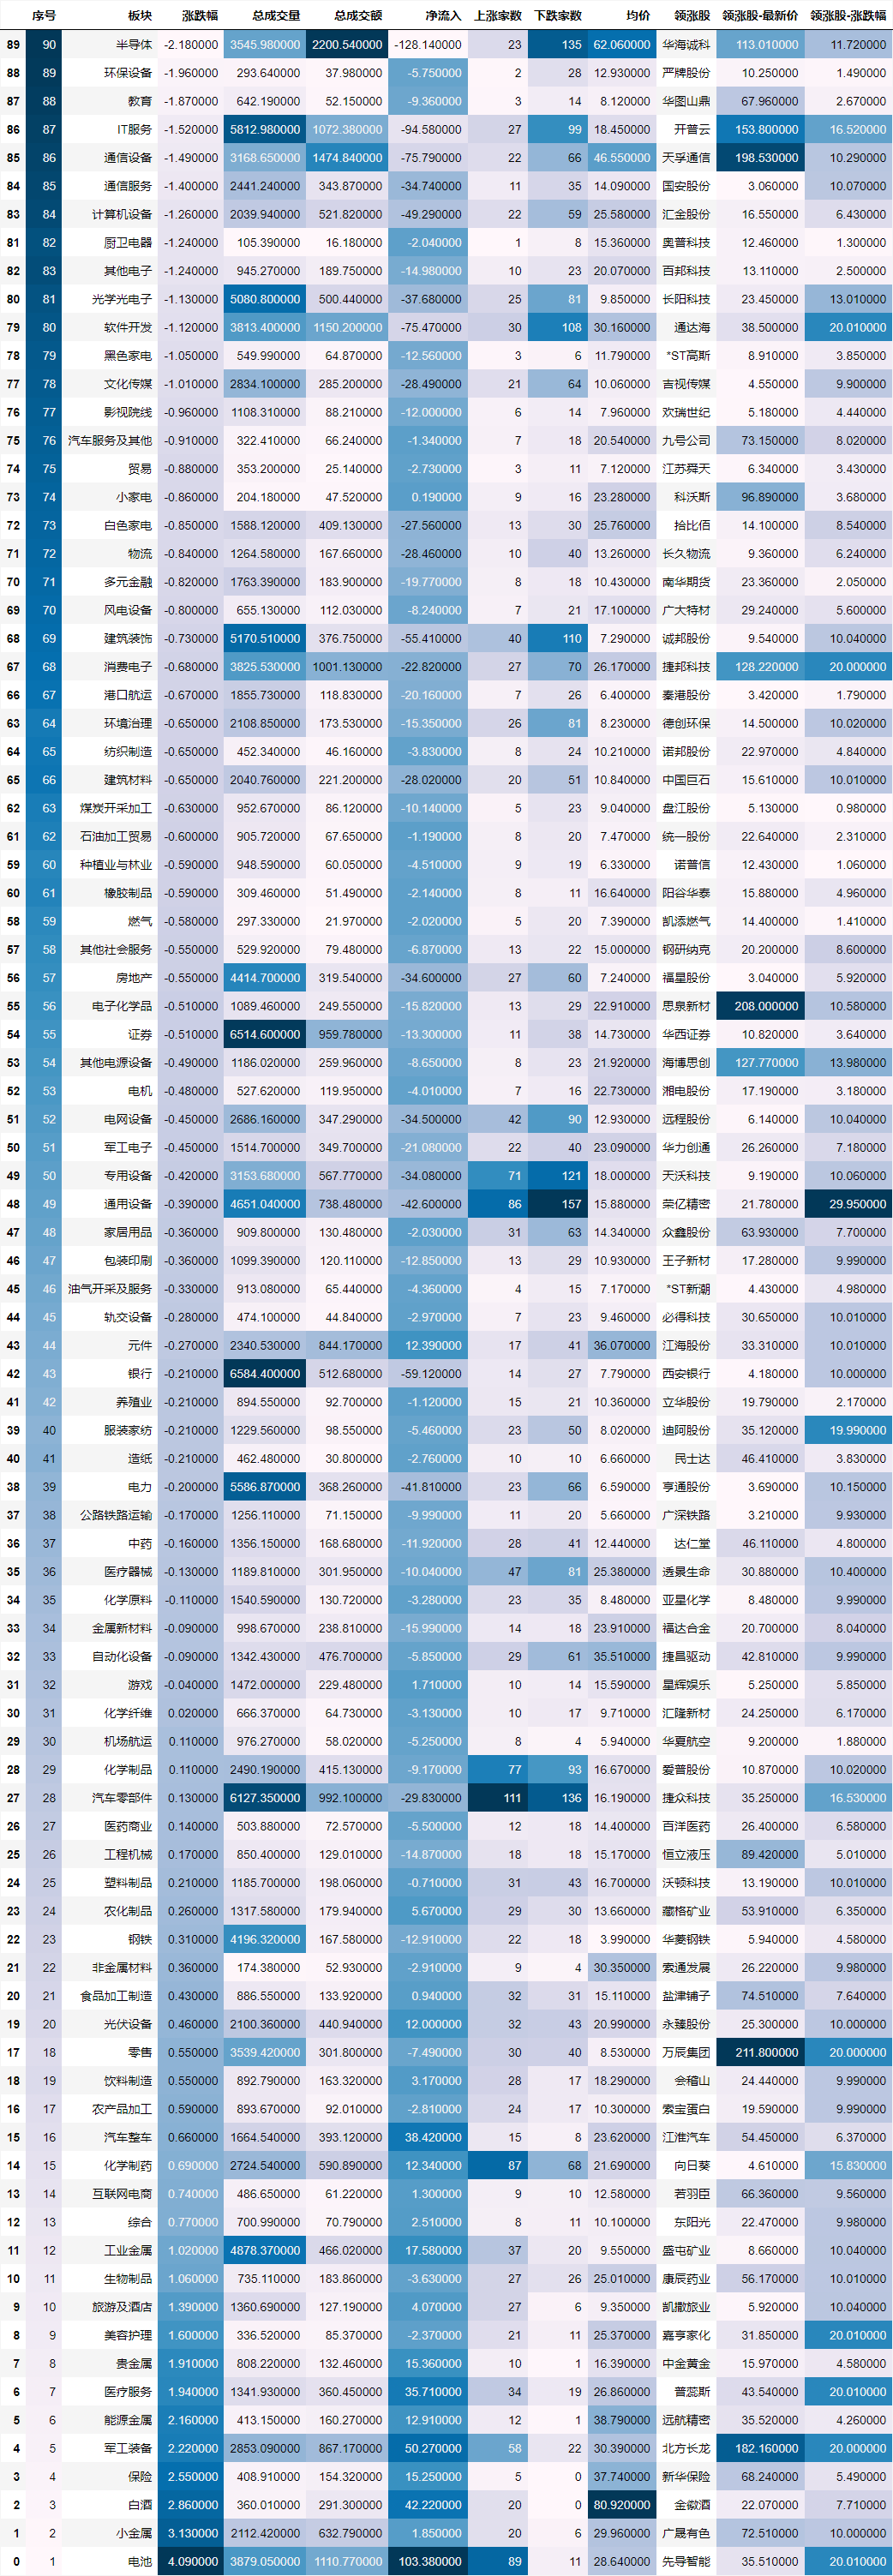 序号 板块 涨跌幅 总成交量 总成交额 净流入 上涨家数 下跌家数 均价 领涨股 领涨股-最新价 领涨股-涨跌幅
89 90 半导体 -2.180000 3545.980000 2200.540000 -128.140000 23 135 62.060000 华海诚科 113.010000 11.720000
88 89 环保设备 -1.960000 293.640000 37.980000 -5.750000 2 28 12.930000 严牌股份 10.250000 1.490000
87 88 教育 -1.870000 642.190000 52.150000 -9.360000 3 14 8.120000 华图山鼎 67.960000 2.670000
86 87 IT服务 -1.520000 5812.980000 1072.380000 -94.580000 27 99 18.450000 开普云 153.800000 16.520000
85 86 通信设备 -1.490000 3168.650000 1474.840000 -75.790000 22 66 46.550000 天孚通信 198.530000 10.290000
84 85 通信服务 -1.400000 2441.240000 343.870000 -34.740000 11 35 14.090000 国安股份 3.060000 10.070000
83 84 计算机设备 -1.260000 2039.940000 521.820000 -49.290000 22 59 25.580000 汇金股份 16.550000 6.430000
81 82 厨卫电器 -1.240000 105.390000 16.180000 -2.040000 1 8 15.360000 奥普科技 12.460000 1.300000
82 83 其他电子 -1.240000 945.270000 189.750000 -14.980000 10 23 20.070000 百邦科技 13.110000 2.500000
80 81 光学光电子 -1.130000 5080.800000 500.440000 -37.680000 25 81 9.850000 长阳科技 23.450000 13.010000
79 80 软件开发 -1.120000 3813.400000 1150.200000 -75.470000 30 108 30.160000 通达海 38.500000 20.010000
78 79 黑色家电 -1.050000 549.990000 64.870000 -12.560000 3 6 11.790000 *ST高斯 8.910000 3.850000
77 78 文化传媒 -1.010000 2834.100000 285.200000 -28.490000 21 64 10.060000 吉视传媒 4.550000 9.900000
76 77 影视院线 -0.960000 1108.310000 88.210000 -12.000000 6 14 7.960000 欢瑞世纪 5.180000 4.440000
75 76 汽车服务及其他 -0.910000 322.410000 66.240000 -1.340000 7 18 20.540000 九号公司 73.150000 8.020000
74 75 贸易 -0.880000 353.200000 25.140000 -2.730000 3 11 7.120000 江苏舜天 6.340000 3.430000
73 74 小家电 -0.860000 204.180000 47.520000 0.190000 9 16 23.280000 科沃斯 96.890000 3.680000
72 73 白色家电 -0.850000 1588.120000 409.130000 -27.560000 13 30 25.760000 拾比佰 14.100000 8.540000
71 72 物流 -0.840000 1264.580000 167.660000 -28.460000 10 40 13.260000 长久物流 9.360000 6.240000
70 71 多元金融 -0.820000 1763.390000 183.900000 -19.770000 8 18 10.430000 南华期货 23.360000 2.050000
69 70 风电设备 -0.800000 655.130000 112.030000 -8.240000 7 21 17.100000 广大特材 29.240000 5.600000
68 69 建筑装饰 -0.730000 5170.510000 376.750000 -55.410000 40 110 7.290000 诚邦股份 9.540000 10.040000
67 68 消费电子 -0.680000 3825.530000 1001.130000 -22.820000 27 70 26.170000 捷邦科技 128.220000 20.000000
66 67 港口航运 -0.670000 1855.730000 118.830000 -20.160000 7 26 6.400000 秦港股份 3.420000 1.790000
63 64 环境治理 -0.650000 2108.850000 173.530000 -15.350000 26 81 8.230000 德创环保 14.500000 10.020000
64 65 纺织制造 -0.650000 452.340000 46.160000 -3.830000 8 24 10.210000 诺邦股份 22.970000 4.840000
65 66 建筑材料 -0.650000 2040.760000 221.200000 -28.020000 20 51 10.840000 中国巨石 15.610000 10.010000
62 63 煤炭开采加工 -0.630000 952.670000 86.120000 -10.140000 5 23 9.040000 盘江股份 5.130000 0.980000
61 62 石油加工贸易 -0.600000 905.720000 67.650000 -1.190000 8 20 7.470000 统一股份 22.640000 2.310000
59 60 种植业与林业 -0.590000 948.590000 60.050000 -4.510000 9 19 6.330000 诺普信 12.430000 1.060000
60 61 橡胶制品 -0.590000 309.460000 51.490000 -2.140000 8 11 16.640000 阳谷华泰 15.880000 4.960000
58 59 燃气 -0.580000 297.330000 21.970000 -2.020000 5 20 7.390000 凯添燃气 14.400000 1.410000
57 58 其他社会服务 -0.550000 529.920000 79.480000 -6.870000 13 22 15.000000 钢研纳克 20.200000 8.600000
56 57 房地产 -0.550000 4414.700000 319.540000 -34.600000 27 60 7.240000 福星股份 3.040000 5.920000
55 56 电子化学品 -0.510000 1089.460000 249.550000 -15.820000 13 29 22.910000 思泉新材 208.000000 10.580000
54 55 证券 -0.510000 6514.600000 959.780000 -13.300000 11 38 14.730000 华西证券 10.820000 3.640000
53 54 其他电源设备 -0.490000 1186.020000 259.960000 -8.650000 8 23 21.920000 海博思创 127.770000 13.980000
52 53 电机 -0.480000 527.620000 119.950000 -4.010000 7 16 22.730000 湘电股份 17.190000 3.180000
51 52 电网设备 -0.450000 2686.160000 347.290000 -34.500000 42 90 12.930000 远程股份 6.140000 10.040000
50 51 军工电子 -0.450000 1514.700000 349.700000 -21.080000 22 40 23.090000 华力创通 26.260000 7.180000
49 50 专用设备 -0.420000 3153.680000 567.770000 -34.080000 71 121 18.000000 天沃科技 9.190000 10.060000
48 49 通用设备 -0.390000 4651.040000 738.480000 -42.600000 86 157 15.880000 荣亿精密 21.780000 29.950000
47 48 家居用品 -0.360000 909.800000 130.480000 -2.030000 31 63 14.340000 众鑫股份 63.930000 7.700000
46 47 包装印刷 -0.360000 1099.390000 120.110000 -12.850000 13 29 10.930000 王子新材 17.280000 9.990000
45 46 油气开采及服务 -0.330000 913.080000 65.440000 -4.360000 4 15 7.170000 *ST新潮 4.430000 4.980000
44 45 轨交设备 -0.280000 474.100000 44.840000 -2.970000 7 23 9.460000 必得科技 30.650000 10.010000
43 44 元件 -0.270000 2340.530000 844.170000 12.390000 17 41 36.070000 江海股份 33.310000 10.010000
42 43 银行 -0.210000 6584.400000 512.680000 -59.120000 14 27 7.790000 西安银行 4.180000 10.000000
41 42 养殖业 -0.210000 894.550000 92.700000 -1.120000 15 21 10.360000 立华股份 19.790000 2.170000
39 40 服装家纺 -0.210000 1229.560000 98.550000 -5.460000 23 50 8.020000 迪阿股份 35.120000 19.990000
40 41 造纸 -0.210000 462.480000 30.800000 -2.760000 10 10 6.660000 民士达 46.410000 3.830000
38 39 电力 -0.200000 5586.870000 368.260000 -41.810000 23 66 6.590000 亨通股份 3.690000 10.150000
37 38 公路铁路运输 -0.170000 1256.110000 71.150000 -9.990000 11 20 5.660000 广深铁路 3.210000 9.930000
36 37 中药 -0.160000 1356.150000 168.680000 -11.920000 28 41 12.440000 达仁堂 46.110000 4.800000
35 36 医疗器械 -0.130000 1189.810000 301.950000 -10.040000 47 81 25.380000 透景生命 30.880000 10.400000
34 35 化学原料 -0.110000 1540.590000 130.720000 -3.280000 23 35 8.480000 亚星化学 8.480000 9.990000
33 34 金属新材料 -0.090000 998.670000 238.810000 -15.990000 14 18 23.910000 福达合金 20.700000 8.040000
32 33 自动化设备 -0.090000 1342.430000 476.700000 -5.850000 29 61 35.510000 捷昌驱动 42.810000 9.990000
31 32 游戏 -0.040000 1472.000000 229.480000 1.710000 10 14 15.590000 星辉娱乐 5.250000 5.850000
30 31 化学纤维 0.020000 666.370000 64.730000 -3.130000 10 17 9.710000 汇隆新材 24.250000 6.170000
29 30 机场航运 0.110000 976.270000 58.020000 -5.250000 8 4 5.940000 华夏航空 9.200000 1.880000
28 29 化学制品 0.110000 2490.190000 415.130000 -9.170000 77 93 16.670000 爱普股份 10.870000 10.020000
27 28 汽车零部件 0.130000 6127.350000 992.100000 -29.830000 111 136 16.190000 捷众科技 35.250000 16.530000
26 27 医药商业 0.140000 503.880000 72.570000 -5.500000 12 18 14.400000 百洋医药 26.400000 6.580000
25 26 工程机械 0.170000 850.400000 129.010000 -14.870000 18 18 15.170000 恒立液压 89.420000 5.010000
24 25 塑料制品 0.210000 1185.700000 198.060000 -0.710000 31 43 16.700000 沃顿科技 13.190000 10.010000
23 24 农化制品 0.260000 1317.580000 179.940000 5.670000 29 30 13.660000 藏格矿业 53.910000 6.350000
22 23 钢铁 0.310000 4196.320000 167.580000 -12.910000 22 18 3.990000 华菱钢铁 5.940000 4.580000
21 22 非金属材料 0.360000 174.380000 52.930000 -2.910000 9 4 30.350000 索通发展 26.220000 9.980000
20 21 食品加工制造 0.430000 886.550000 133.920000 0.940000 32 31 15.110000 盐津铺子 74.510000 7.640000
19 20 光伏设备 0.460000 2100.360000 440.940000 12.000000 32 43 20.990000 永臻股份 25.300000 10.000000
17 18 零售 0.550000 3539.420000 301.800000 -7.490000 30 40 8.530000 万辰集团 211.800000 20.000000
18 19 饮料制造 0.550000 892.790000 163.320000 3.170000 28 17 18.290000 会稽山 24.440000 9.990000
16 17 农产品加工 0.590000 893.670000 92.010000 -2.810000 24 17 10.300000 索宝蛋白 19.590000 9.990000
15 16 汽车整车 0.660000 1664.540000 393.120000 38.420000 15 8 23.620000 江淮汽车 54.450000 6.370000
14 15 化学制药 0.690000 2724.540000 590.890000 12.340000 87 68 21.690000 向日葵 4.610000 15.830000
13 14 互联网电商 0.740000 486.650000 61.220000 1.300000 9 10 12.580000 若羽臣 66.360000 9.560000
12 13 综合 0.770000 700.990000 70.790000 2.510000 8 11 10.100000 东阳光 22.470000 9.980000
11 12 工业金属 1.020000 4878.370000 466.020000 17.580000 37 20 9.550000 盛屯矿业 8.660000 10.040000
10 11 生物制品 1.060000 735.110000 183.860000 -3.630000 27 26 25.010000 康辰药业 56.170000 10.010000
9 10 旅游及酒店 1.390000 1360.690000 127.190000 4.070000 27 6 9.350000 凯撒旅业 5.920000 10.040000
8 9 美容护理 1.600000 336.520000 85.370000 -2.370000 21 11 25.370000 嘉亨家化 31.850000 20.010000
7 8 贵金属 1.910000 808.220000 132.460000 15.360000 10 1 16.390000 中金黄金 15.970000 4.580000
6 7 医疗服务 1.940000 1341.930000 360.450000 35.710000 34 19 26.860000 普蕊斯 43.540000 20.010000
5 6 能源金属 2.160000 413.150000 160.270000 12.910000 12 1 38.790000 远航精密 35.520000 4.260000
4 5 军工装备 2.220000 2853.090000 867.170000 50.270000 58 22 30.390000 北方长龙 182.160000 20.000000
3 4 保险 2.550000 408.910000 154.320000 15.250000 5 0 37.740000 新华保险 68.240000 5.490000
2 3 白酒 2.860000 360.010000 291.300000 42.220000 20 0 80.920000 金徽酒 22.070000 7.710000
1 2 小金属 3.130000 2112.420000 632.790000 1.850000 20 6 29.960000 广晟有色 72.510000 10.000000
0 1 电池 4.090000 3879.050000 1110.770000 103.380000 89 11 28.640000 先导智能 35.510000 20.010000